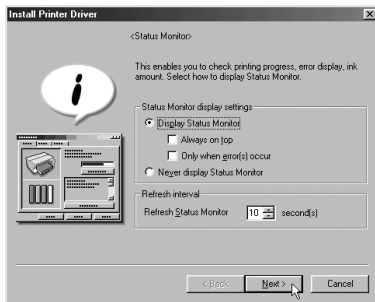 Install Printer Driver
<Status Monitor>
This enables you to check printing progress, error display, ink
amount. Select how to display Status Monitor.
Status Monitor display settings
Display Status Monitor
Always on top
Only when error(s) occur
Never display Status Monitor
Refresh interval
Refresh Status Monitor 10 second(s)
< Back Next > Cancel